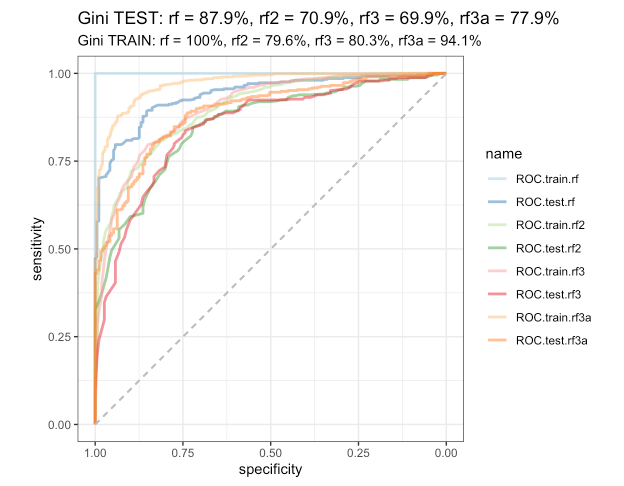 Gini TEST: rf = 87.9%, rf2 = 70.9%, rf3 = 69.9%, rf3a = 77.9%
Gini TRAIN: rf = 100%, rf2 = 79.6%, rf3 = 80.3%, rf3a = 94.1%
1.00
0.75
0.50
0.25
0.00
sensitivity
1.00 0.75 0.50 0.25 0.00
specificity
name
ROC.train.rf
ROC.test.rf
ROC.train.rf2
ROC.test.rf2
ROC.train.rf3
ROC.test.rf3
ROC.train.rf3a
ROC.test.rf3a